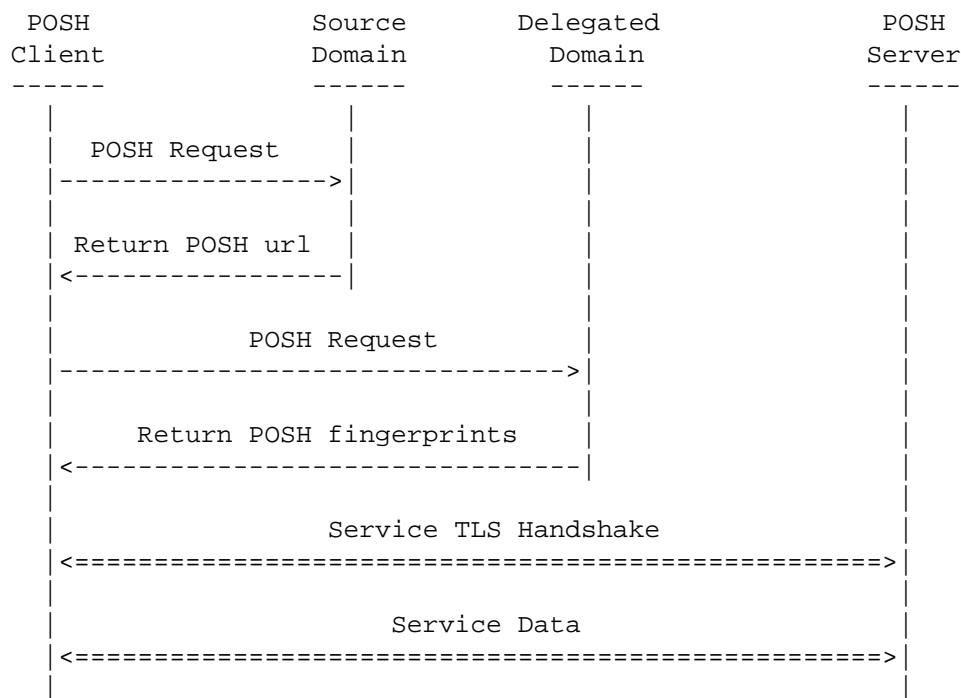 POSH Source Delegated POSH
Client Domain Domain Server
------ ------ ------ ------
POSH Request
Return POSH url
POSH Request
Return POSH fingerprints
Service TLS Handshake
Service Data